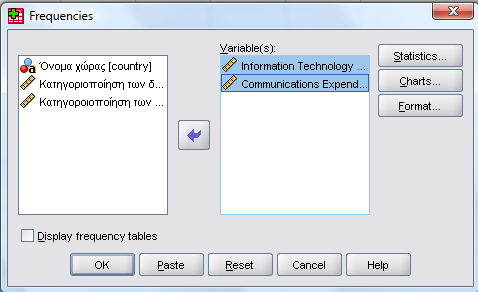 Frequencies
Variable(s):
Όνομα χώρας [country]
Κατηγοριοποίηση των δ...
Κατηγοροιοποίηση των ...
Information Technology ...
Communications Expend...
Statistics...
Charts...
Format...
Display frequency tables
OK
Paste
Reset
Cancel
Help